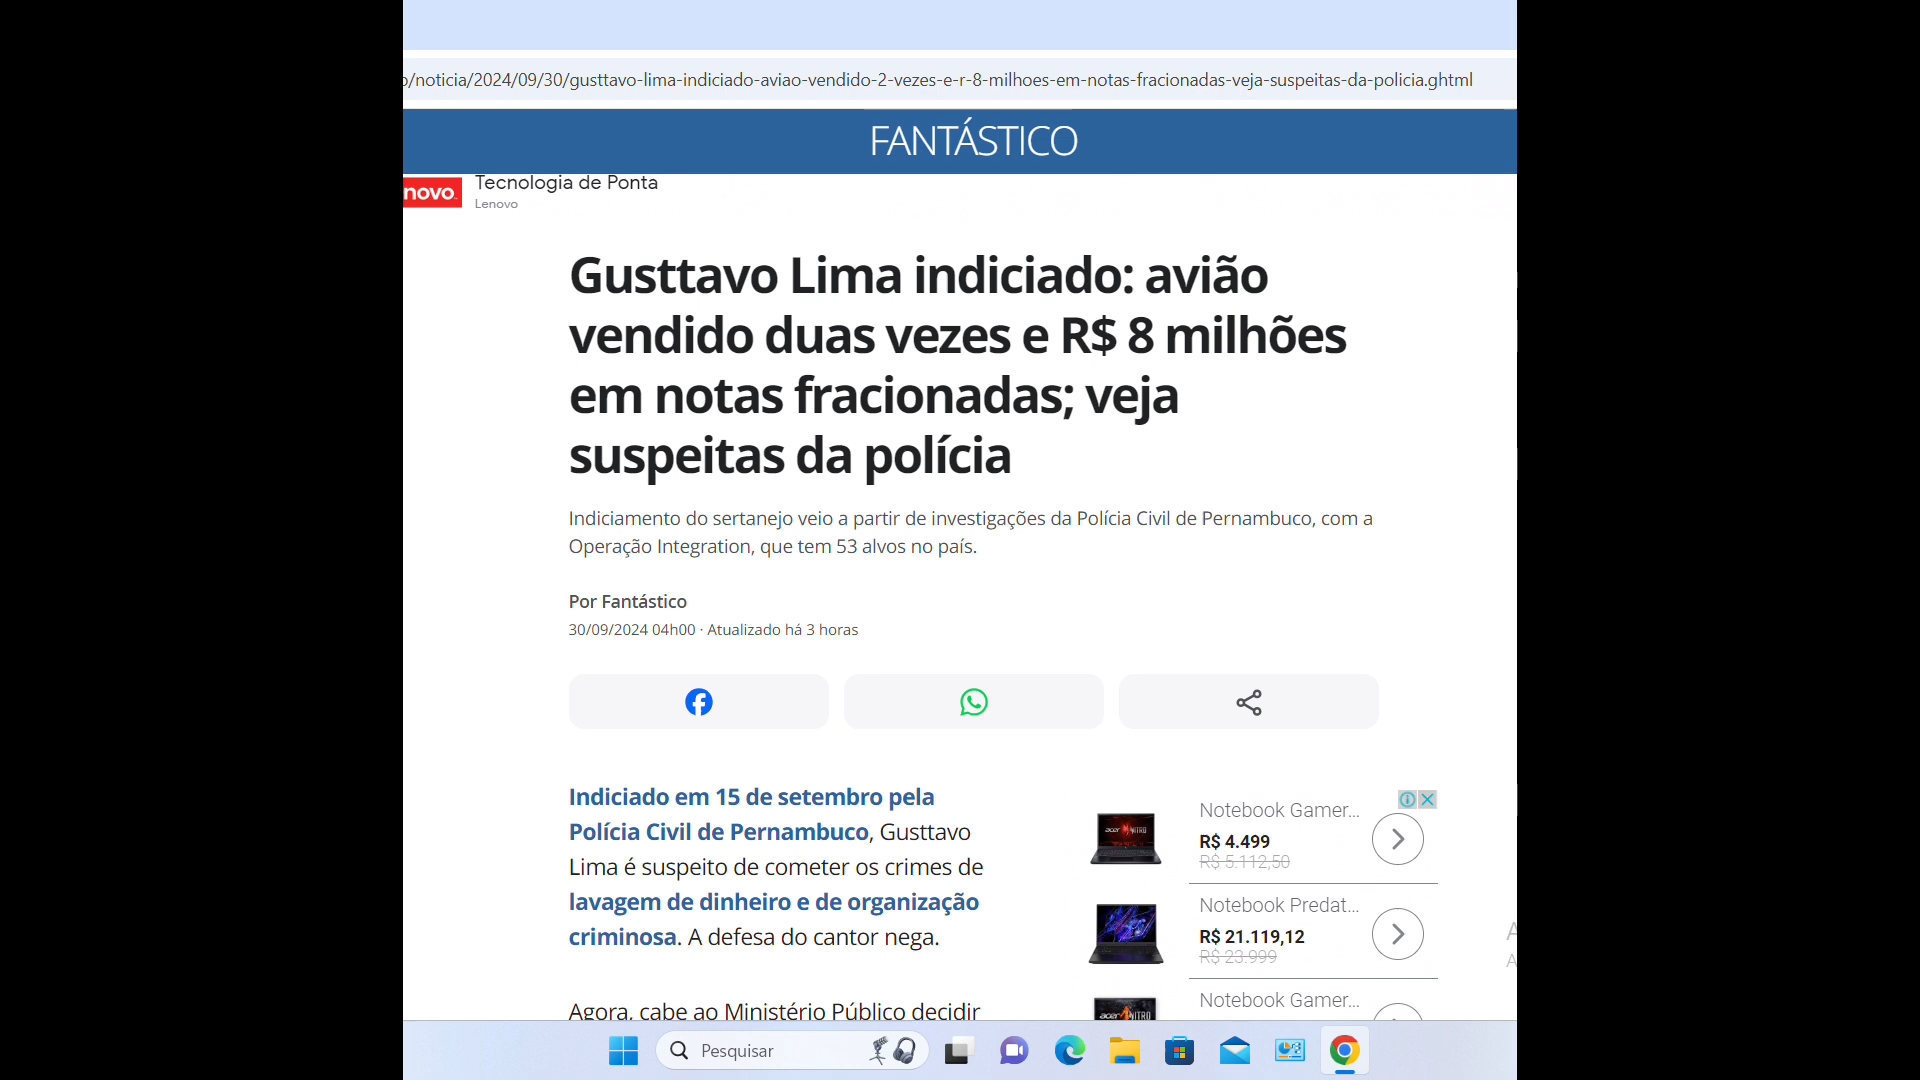 /noticia/2024/09/30/gusttavo-lima-indiciado-aviao-vendido-2-vezes-e-r-8-milhoes-em-notas-fracionadas-veja-suspeitas-da-policia.ghtml
FANTÁSTICO
novo
Tecnologia de Ponta
Lenovo
Gusttavo Lima indiciado: avião
vendido duas vezes e R$ 8 milhões
em notas fracionadas; veja
suspeitas da polícia
Indiciamento do sertanejo veio a partir de investigações da Polícia Civil de Pernambuco, com a
Operação Integration, que tem 53 alvos no país.
Por Fantástico
30/09/2024 04h00 · Atualizado há 3 horas
Indiciado em 15 de setembro pela
Polícia Civil de Pernambuco, Gusttavo
Lima é suspeito de cometer os crimes de
lavagem de dinheiro e de organização
criminosa. A defesa do cantor nega.
Agora, cabe ao Ministério Público decidir
Notebook Gamer...
R$ 4.499
R$ 5.112,50
Notebook Predat...
R$ 21.119,12
R$ 23.999
Notebook Gamer...
Pesquisar